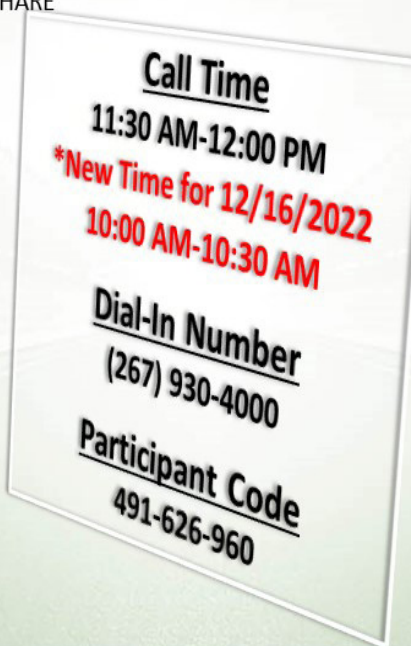 HARE
Call Time
11:30 AM-12:00 PM
*New Time for 12/16/2022
10:00 AM-10:30 AM
Dial-In Number
(267) 930-4000
Participant Code
491-626-960